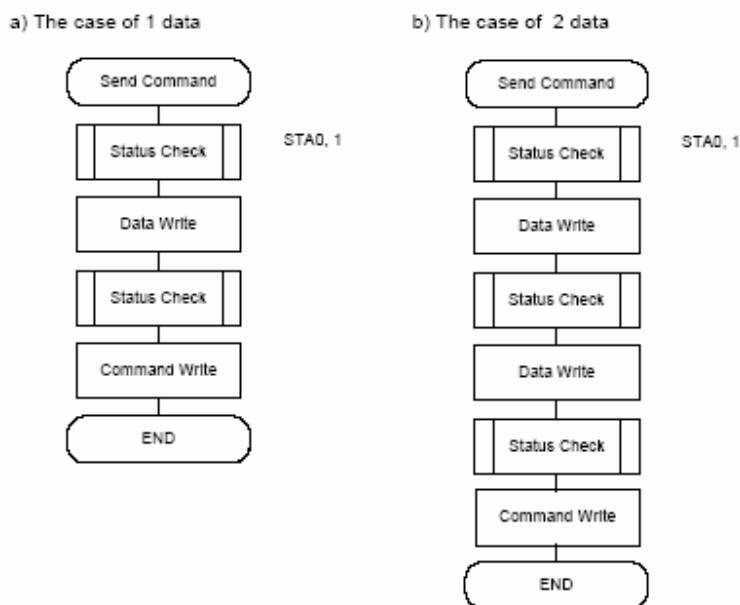 a) The case of 1 data
Send Command
Status Check
STA0, 1
Data Write
Status Check
Command Write
END
b) The case of 2 data
Send Command
Status Check
STA0, 1
Data Write
Status Check
Data Write
Status Check
Command Write
END